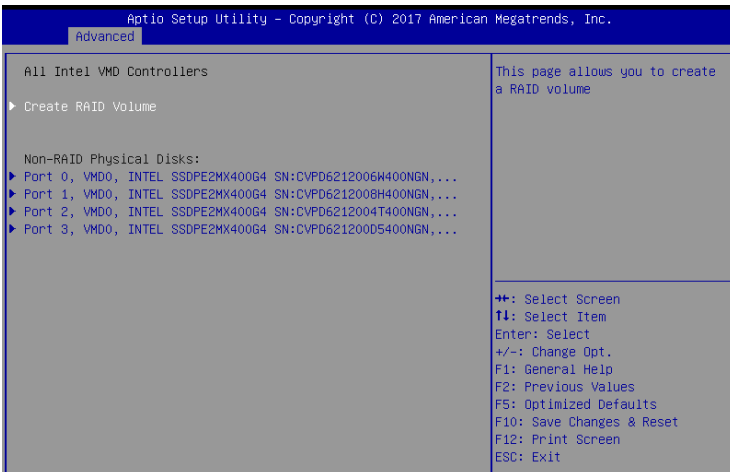 Aptio Setup Utility – Copyright (C) 2017 American Megatrends, Inc.
Advanced
All Intel VMD Controllers
Create RAID Volume
Non-RAID Physical Disks:
Port 0, VMD0, INTEL SSDPE2MX400G4 SN:CVPD6212006W400NGN,...
Port 1, VMD0, INTEL SSDPE2MX400G4 SN:CVPD6212008H400NGN,...
Port 2, VMD0, INTEL SSDPE2MX400G4 SN:CVPD6212004T400NGN,...
Port 3, VMD0, INTEL SSDPE2MX400G4 SN:CVPD621200D5400NGN,...
This page allows you to create
a RAID volume
→←: Select Screen
↑↓: Select Item
Enter: Select
+/-: Change Opt.
F1: General Help
F2: Previous Values
F5: Optimized Defaults
F10: Save Changes & Reset
F12: Print Screen
ESC: Exit